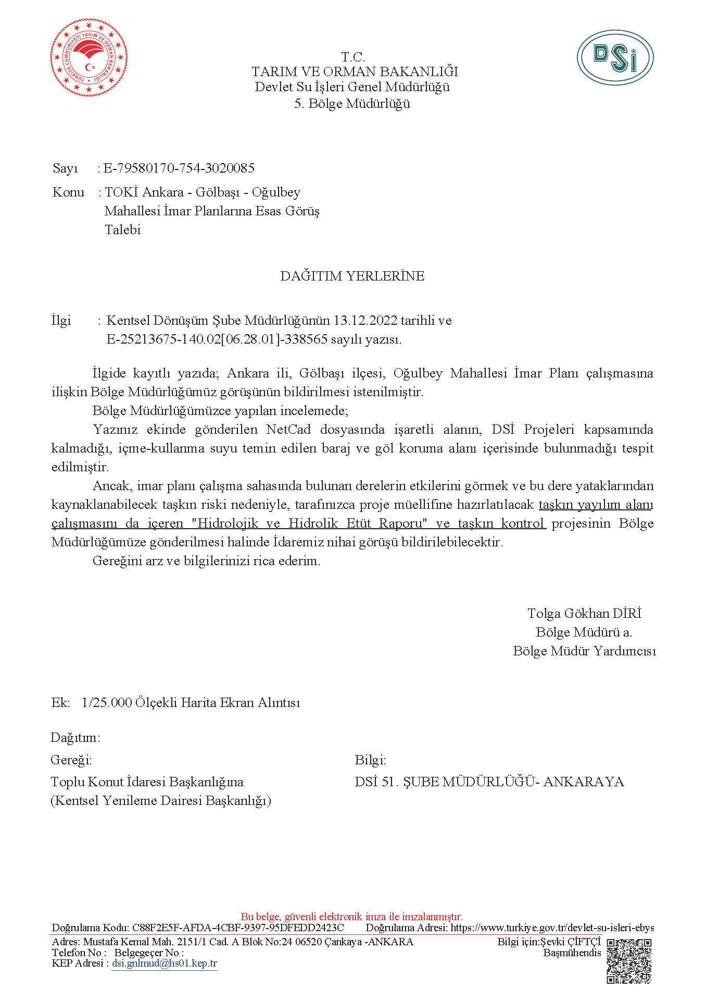 TÜRKİYE CUMHURİYETİ TARIM VE ORMAN BAKANLIĞI
DSİ
T.C.
TARIM VE ORMAN BAKANLIĞI
Devlet Su İşleri Genel Müdürlüğü
5. Bölge Müdürlüğü
Sayı : E-79580170-754-3020085
Konu : TOKİ Ankara - Gölbaşı - Oğulbey
Mahallesi İmar Planlarına Esas Görüş
Talebi
DAĞITIM YERLERİNE
İlgi : Kentsel Dönüşüm Şube Müdürlüğünün 13.12.2022 tarihli ve
E-25213675-140.02[06.28.01]-338565 sayılı yazısı.
İlgide kayıtlı yazıda; Ankara ili, Gölbaşı ilçesi, Oğulbey Mahallesi İmar Planı çalışmasına
ilişkin Bölge Müdürlüğümüz görüşünün bildirilmesi istenilmiştir.
Bölge Müdürlüğümüzce yapılan incelemede;
Yazınız ekinde gönderilen NetCad dosyasında işaretli alanın, DSİ Projeleri kapsamında
kalmadığı, içme-kullanma suyu temin edilen baraj ve göl koruma alanı içerisinde bulunmadığı tespit
edilmiştir.
Ancak, imar planı çalışma sahasında bulunan derelerin etkilerini görmek ve bu dere yataklarından
kaynaklanabilecek taşkın riski nedeniyle, tarafınızca proje müellifine hazırlatılacak taşkın yayılım alanı
çalışmasını da içeren "Hidrolojik ve Hidrolik Etüt Raporu" ve taşkın kontrol projesinin Bölge
Müdürlüğümüze gönderilmesi halinde İdaremiz nihai görüşü bildirilebilecektir.
Gereğini arz ve bilgilerinizi rica ederim.
Tolga Gökhan DİRİ
Bölge Müdürü a.
Bölge Müdür Yardımcısı
Ek: 1/25.000 Ölçekli Harita Ekran Alıntısı
Dağıtım:
Gereği: Bilgi:
Toplu Konut İdaresi Başkanlığına DSİ 51. ŞUBE MÜDÜRLÜĞÜ- ANKARAYA
(Kentsel Yenileme Dairesi Başkanlığı)
Bu belge, güvenli elektronik imza ile imzalanmıştır.
Doğrulama Kodu: C88F2E5F-AFDA-4CBF-9397-95DFEDD2423C Doğrulama Adresi: https://www.turkiye.gov.tr/devlet-su-isleri-ebys
Adres: Mustafa Kemal Mah. 2151/1 Cad. A Blok No:24 06520 Çankaya -ANKARA Bilgi için:Şevki ÇİFTÇİ
Telefon No : Belgegeçer No : Başmühendis
KEP Adresi : dsi.gnlmud@hs01.kep.tr